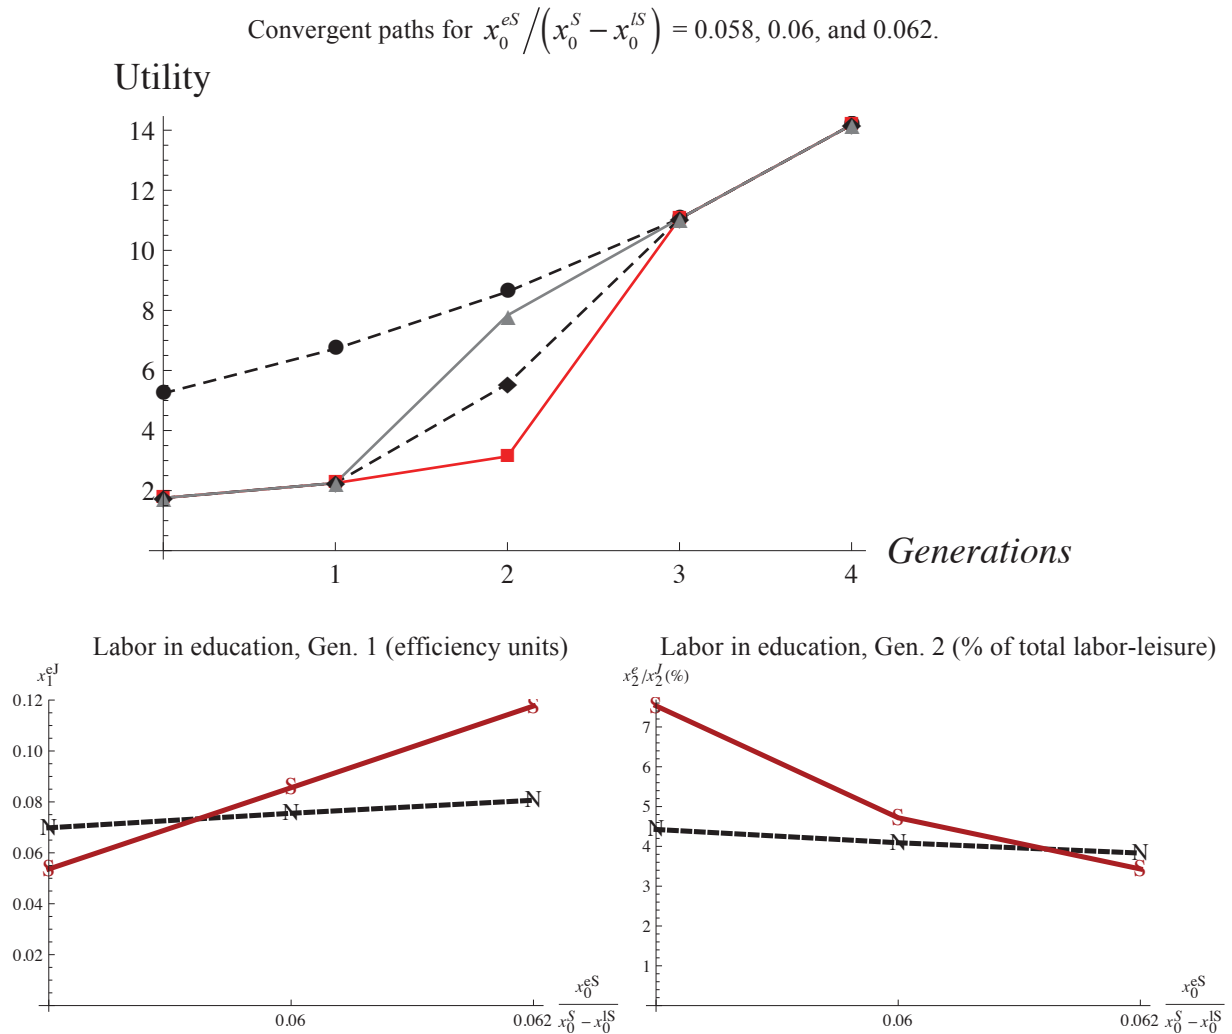 Convergent paths for x₀^{eS}/(x₀^S − x₀^{lS}) = 0.058, 0.06, and 0.062.
Utility
14
12
10
8
6
4
2
1 2 3 4
Generations
Labor in education, Gen. 1 (efficiency units)
x₁^{eJ}
0.12
0.10
0.08
0.06
0.04
0.02
S S S
N N N
0.06 0.062
x₀^{eS}
x₀^S − x₀^{lS}
Labor in education, Gen. 2 (% of total labor-leisure)
x₂^e/x₂^J(%)
7
6
5
4
3
2
1
S S S
N N N
0.06 0.062
x₀^{eS}
x₀^S − x₀^{lS}